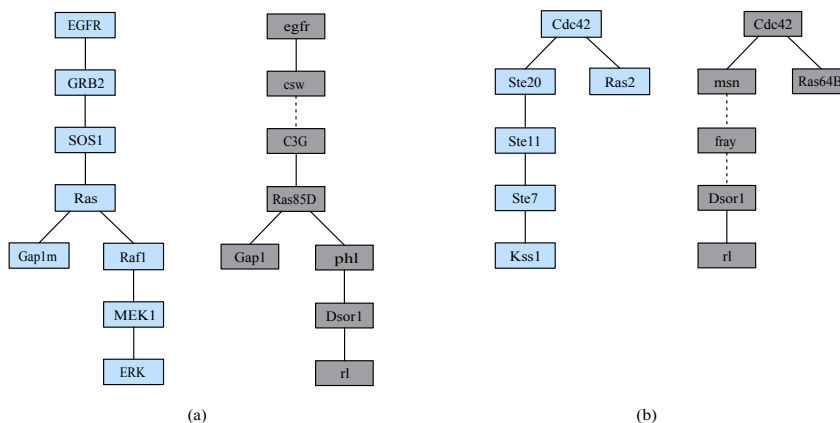 EGFR
GRB2
SOS1
Ras
Gap1m
Raf1
MEK1
ERK
egfr
csw
C3G
Ras85D
Gap1
phl
Dsor1
rl
(a)
Cdc42
Ste20
Ras2
Ste11
Ste7
Kss1
Cdc42
msn
Ras64B
fray
Dsor1
rl
(b)